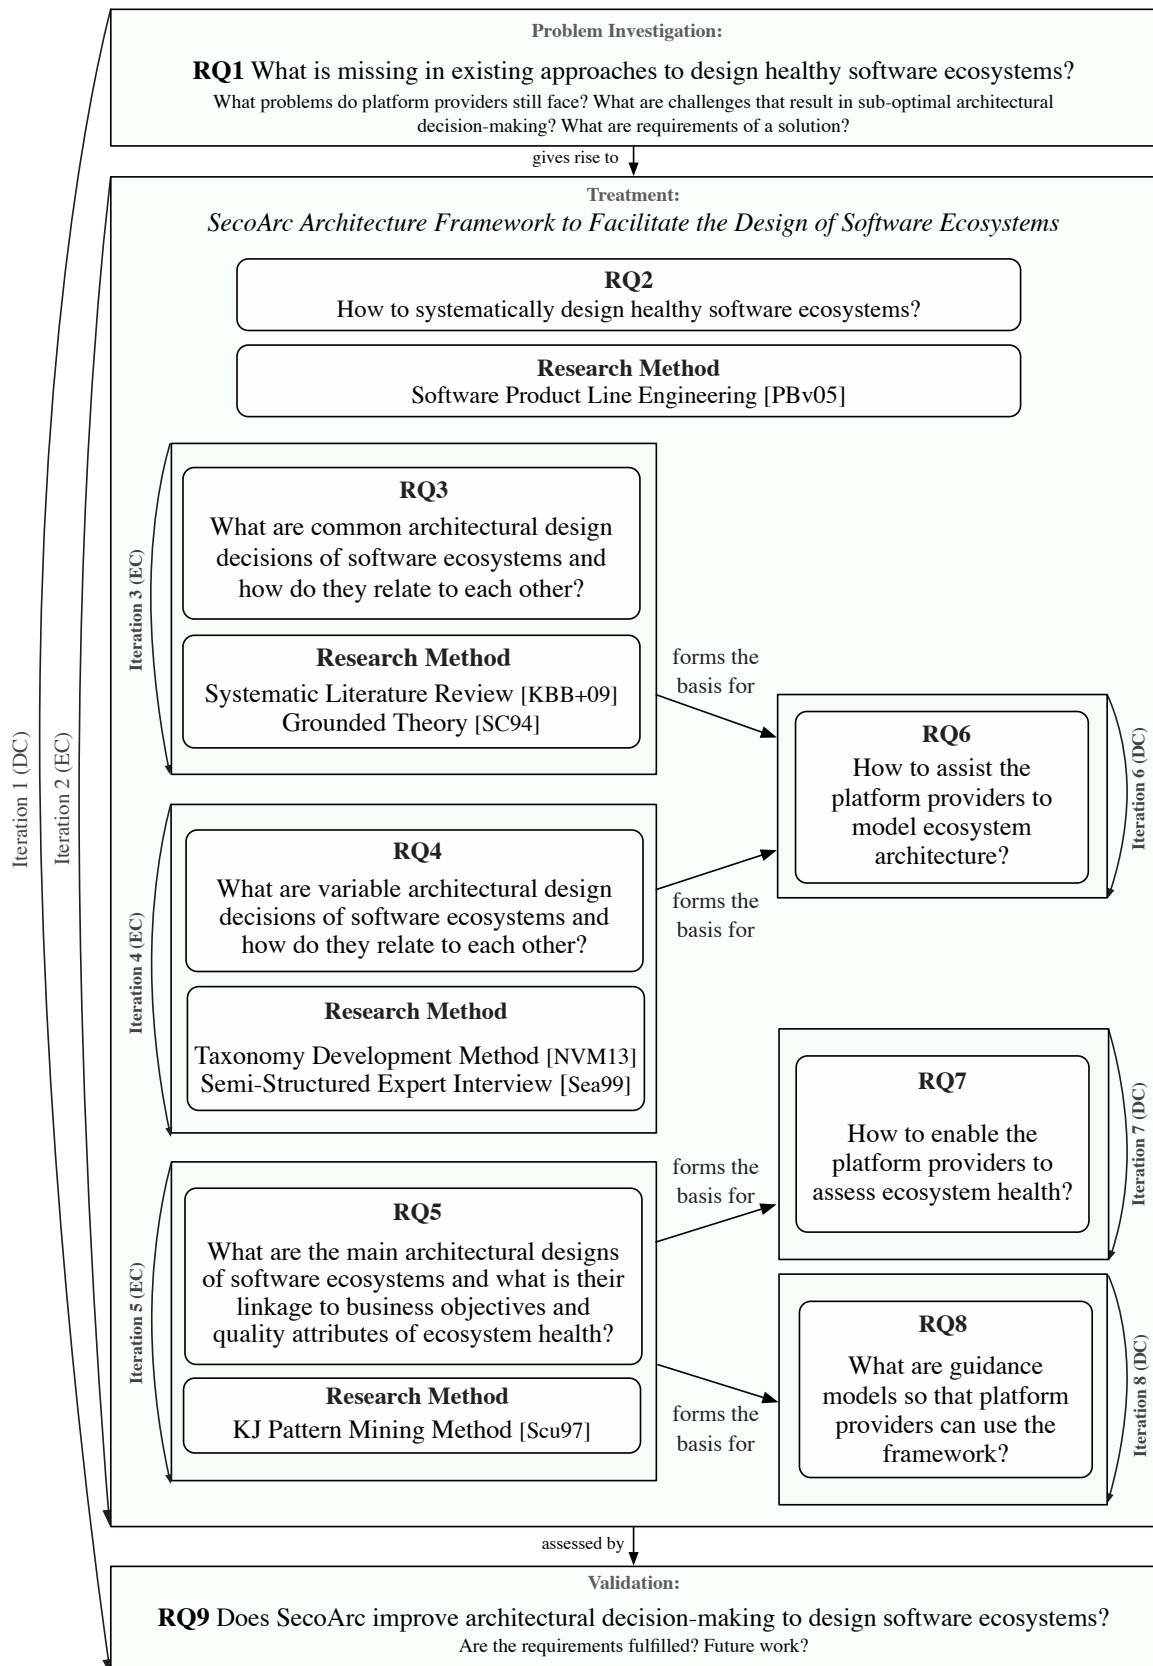 Problem Investigation:
RQ1 What is missing in existing approaches to design healthy software ecosystems?
What problems do platform providers still face? What are challenges that result in sub-optimal architectural
decision-making? What are requirements of a solution?
gives rise to
Treatment:
SecoArc Architecture Framework to Facilitate the Design of Software Ecosystems
RQ2
How to systematically design healthy software ecosystems?
Research Method
Software Product Line Engineering [PBv05]
Iteration 1 (DC)
Iteration 2 (EC)
Iteration 3 (EC)
RQ3
What are common architectural design
decisions of software ecosystems and
how do they relate to each other?
Research Method
Systematic Literature Review [KBB+09]
Grounded Theory [SC94]
forms the
basis for
Iteration 4 (EC)
RQ4
What are variable architectural design
decisions of software ecosystems and
how do they relate to each other?
Research Method
Taxonomy Development Method [NVM13]
Semi-Structured Expert Interview [Sea99]
forms the
basis for
RQ6
How to assist the
platform providers to
model ecosystem
architecture?
Iteration 6 (DC)
Iteration 5 (EC)
RQ5
What are the main architectural designs
of software ecosystems and what is their
linkage to business objectives and
quality attributes of ecosystem health?
Research Method
KJ Pattern Mining Method [Scu97]
forms the
basis for
RQ7
How to enable the
platform providers to
assess ecosystem health?
Iteration 7 (DC)
forms the
basis for
RQ8
What are guidance
models so that platform
providers can use the
framework?
Iteration 8 (DC)
assessed by
Validation:
RQ9 Does SecoArc improve architectural decision-making to design software ecosystems?
Are the requirements fulfilled? Future work?